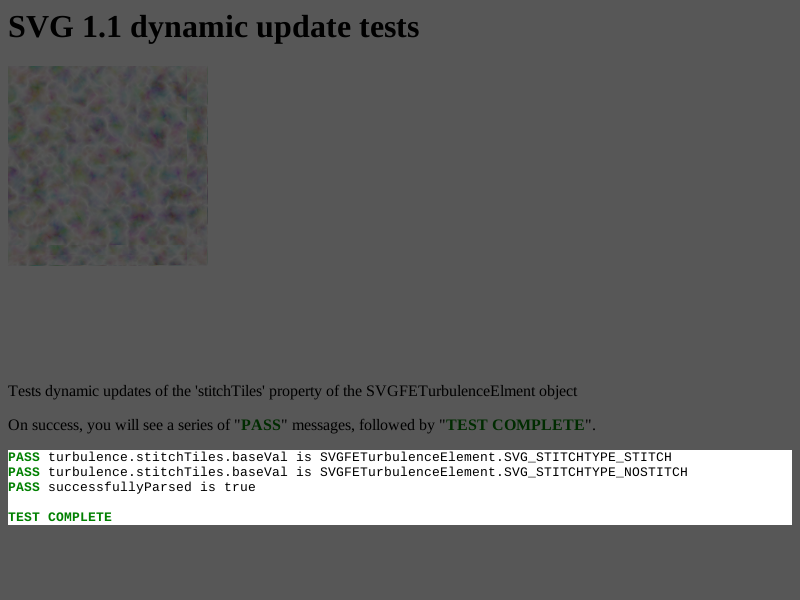 SVG 1.1 dynamic update tests
Tests dynamic updates of the 'stitchTiles' property of the SVGFETurbulenceElment object
On success, you will see a series of "PASS" messages, followed by "TEST COMPLETE".
PASS turbulence.stitchTiles.baseVal is SVGFETurbulenceElement.SVG_STITCHTYPE_STITCH
PASS turbulence.stitchTiles.baseVal is SVGFETurbulenceElement.SVG_STITCHTYPE_NOSTITCH
PASS successfullyParsed is true
TEST COMPLETE